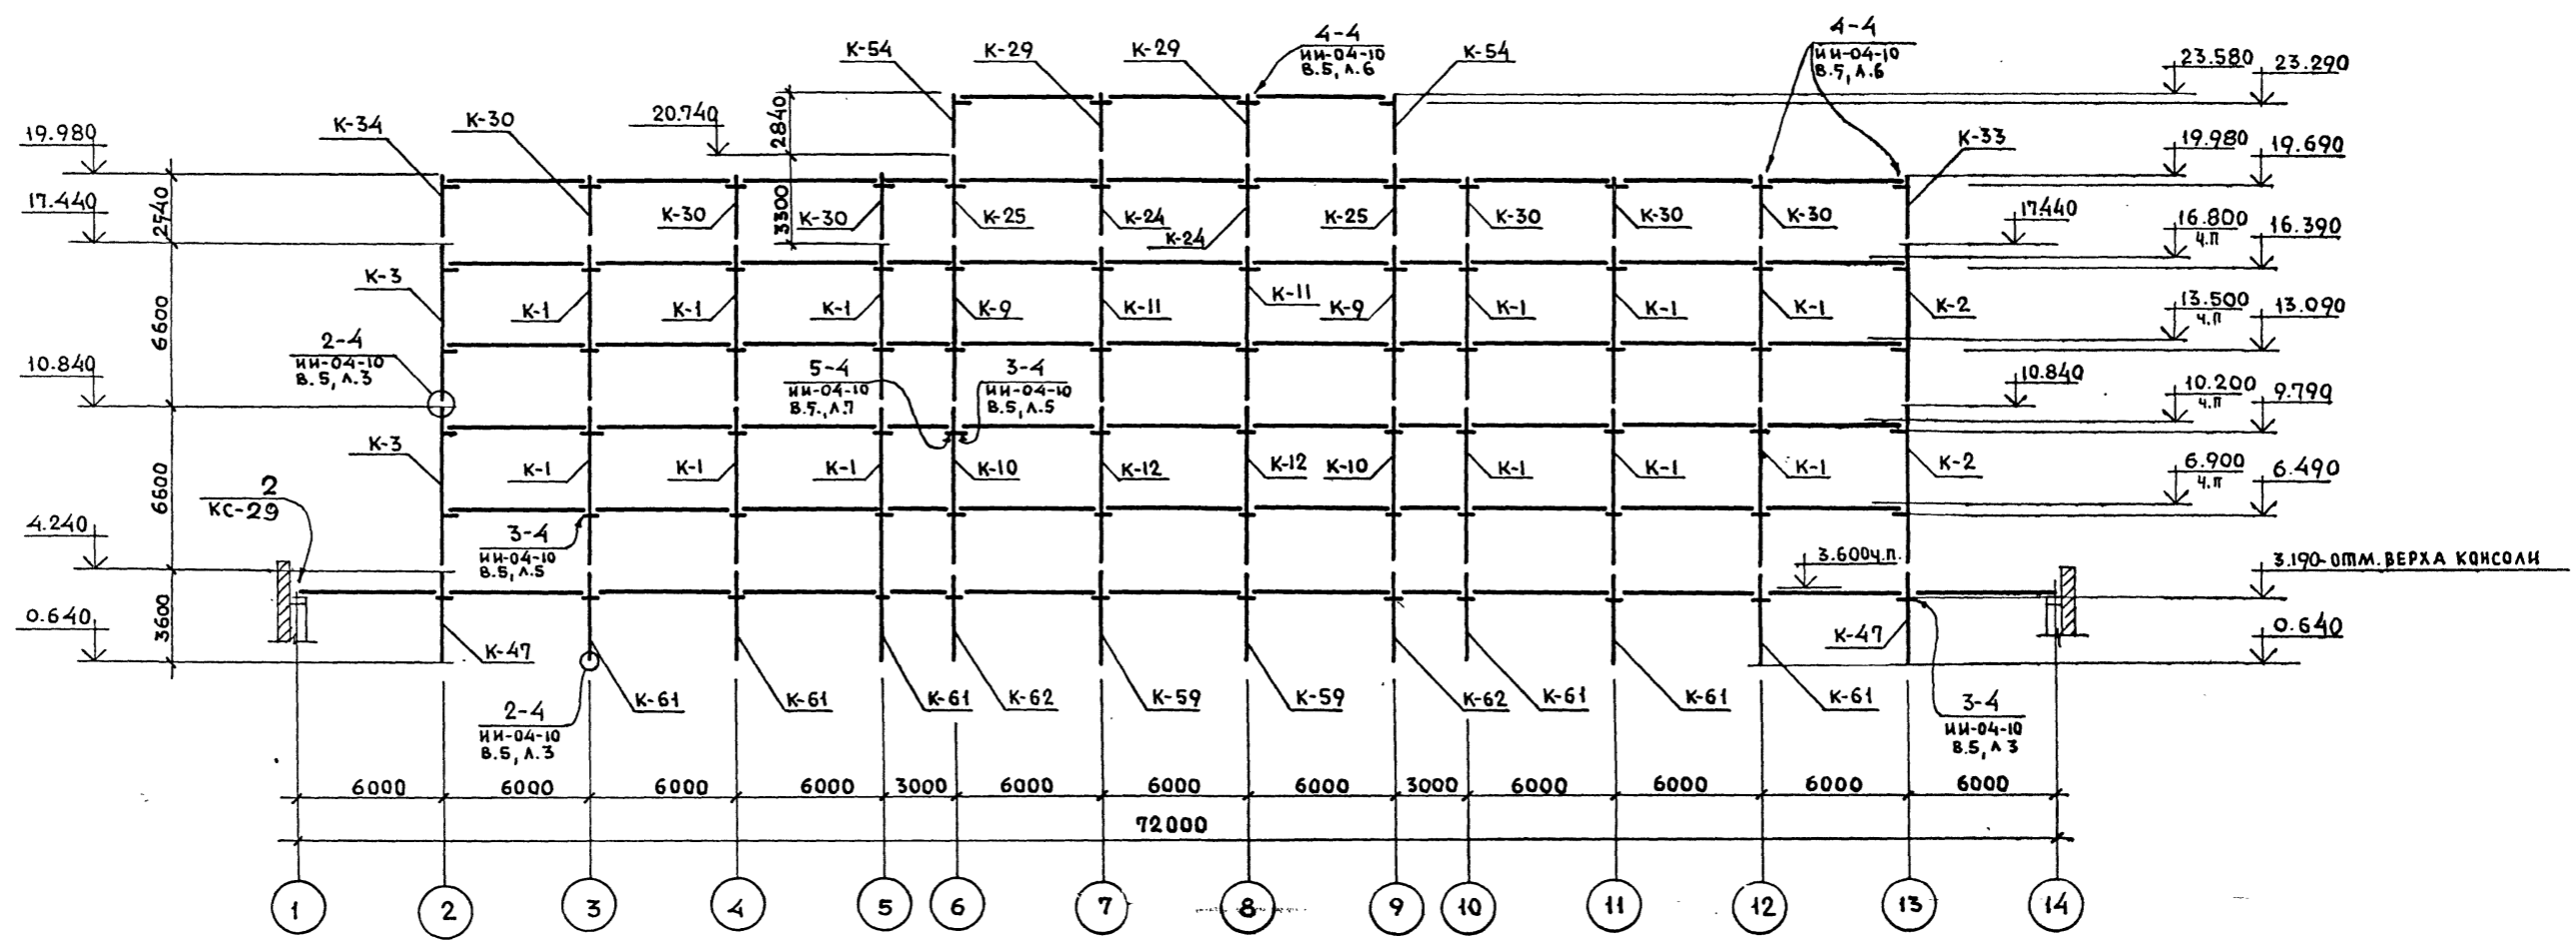 4-4
ИИ-04-10
В.5, Л.6
4-4
ИИ-04-10
В.5, Л.6
К-54
К-29
К-29
К-54
23.580
23.290
19.980
К-34
К-30
20.740
2840
К-33
19.980
19.690
17.440
2540
К-30
К-30
3300
К-25
К-24
К-24
К-25
К-30
К-30
К-30
17.440
16.800
ч.п
16.390
К-3
6600
К-1
К-1
К-1
К-9
К-11
К-11
К-9
К-1
К-1
К-1
К-2
13.500
ч.п
13.090
2-4
ИИ-04-10
В.5, Л.3
10.840
5-4
ИИ-04-10
В.5, Л.7
3-4
ИИ-04-10
В.5, Л.5
10.840
10.200
ч.п
9.790
К-3
6600
К-1
К-1
К-1
К-10
К-12
К-12
К-10
К-1
К-1
К-1
К-2
6.900
ч.п
6.490
2
КС-29
4.240
3-4
ИИ-04-10
В.5, Л.5
3.600ч.п.
3.190-ОТМ.ВЕРХА КОНСОЛИ
0.640
3600
К-47
К-47
0.640
К-61
К-61
К-61
К-62
К-59
К-59
К-62
К-61
К-61
К-61
2-4
ИИ-04-10
В.5, Л.3
3-4
ИИ-04-10
В.5, Л 3
6000
6000
6000
6000
3000
6000
6000
6000
3000
6000
6000
6000
6000
72000
1
2
3
4
5
6
7
8
9
10
11
12
13
14